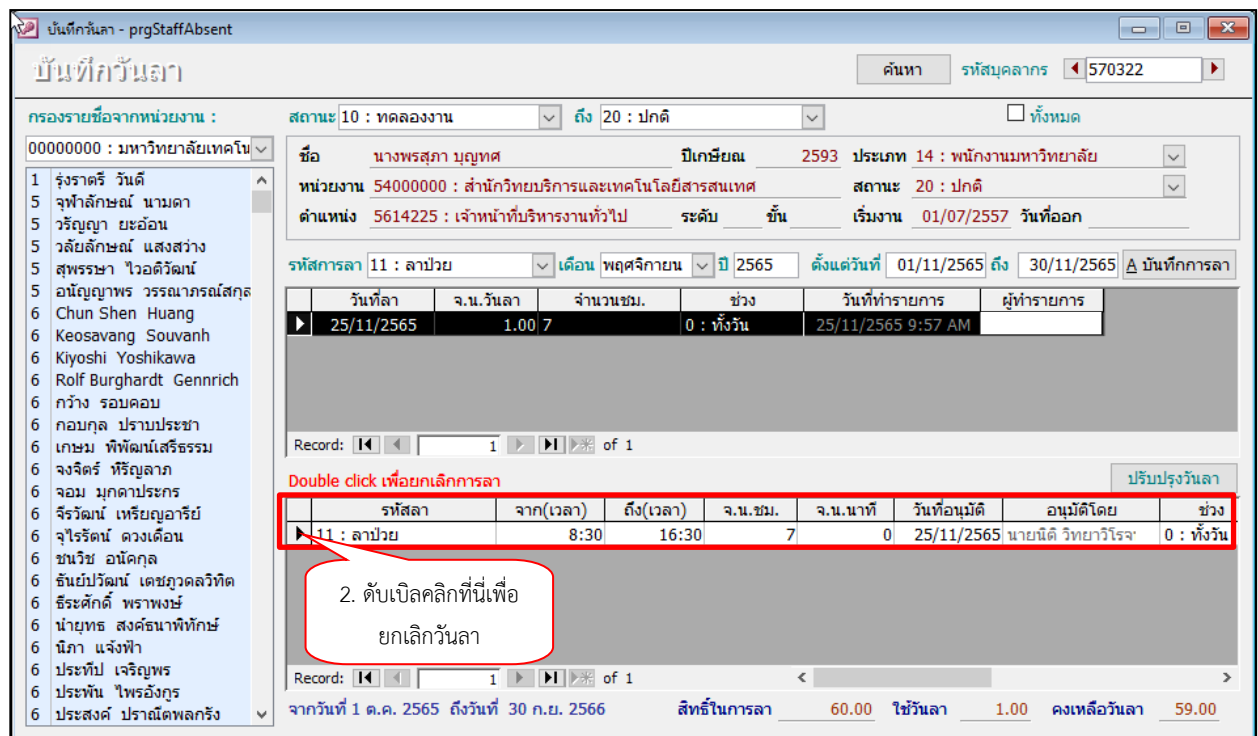 บันทึกวันลา - prgStaffAbsent
บันทึกวันลา
ค้นหา รหัสบุคลากร 570322
กรองรายชื่อจากหน่วยงาน :
00000000 : มหาวิทยาลัยเทคโน
1 รุ่งราตรี วันดี
5 จุฬาลักษณ์ นามดา
5 วรัญญา ยะอ้อน
5 วลัยลักษณ์ แสงสว่าง
5 สุพรรษา ไวอติวัฒน์
5 อนัญญาพร วรรณาภรณ์สกุล
6 Chun Shen Huang
6 Keosavang Souvanh
6 Kiyoshi Yoshikawa
6 Rolf Burghardt Gennrich
6 กว้าง รอบคอบ
6 กอบกุล ปราบประชา
6 เกษม พิพัฒน์เสรีธรรม
6 จงจิตร์ หิรัญลาภ
6 จอม มุกดาประกร
6 จีรวัฒน์ เหรียญอารีย์
6 จุไรรัตน์ ดวงเดือน
6 ชนวิช อนัคกุล
6 ธันย์ปวัฒน์ เตชภูวดลวิทิต
6 ธีระศักดิ์ พราพงษ์
6 นำยุทธ สงค์ธนาพิทักษ์
6 นิภา แจ้งฟ้า
6 ประทีป เจริญพร
6 ประพัน ไพรอังกูร
6 ประสงค์ ปราณีตพลกรัง
สถานะ 10 : ทดลองงาน ถึง 20 : ปกติ ทั้งหมด
ชื่อ นางพรสุภา บุญทศ ปีเกษียณ 2593 ประเภท 14 : พนักงานมหาวิทยาลัย
หน่วยงาน 54000000 : สำนักวิทยบริการและเทคโนโลยีสารสนเทศ สถานะ 20 : ปกติ
ตำแหน่ง 5614225 : เจ้าหน้าที่บริหารงานทั่วไป ระดับ ขั้น เริ่มงาน 01/07/2557 วันที่ออก
รหัสการลา 11 : ลาป่วย เดือน พฤศจิกายน ปี 2565 ตั้งแต่วันที่ 01/11/2565 ถึง 30/11/2565 A บันทึกการลา
วันที่ลา จ.น.วันลา จำนวนชม. ช่วง วันที่ทำรายการ ผู้ทำรายการ
25/11/2565 1.00 7 0 : ทั้งวัน 25/11/2565 9:57 AM
Record: 1 of 1
Double click เพื่อยกเลิกการลา ปรับปรุงวันลา
รหัสลา จาก(เวลา) ถึง(เวลา) จ.น.ชม. จ.น.นาที วันที่อนุมัติ อนุมัติโดย ช่วง
11 : ลาป่วย 8:30 16:30 7 0 25/11/2565 นายนิติ วิทยาวิโรจ 0 : ทั้งวัน
2. ดับเบิลคลิกที่นี่เพื่อ
ยกเลิกวันลา
Record: 1 of 1
จากวันที่ 1 ต.ค. 2565 ถึงวันที่ 30 ก.ย. 2566 สิทธิ์ในการลา 60.00 ใช้วันลา 1.00 คงเหลือวันลา 59.00